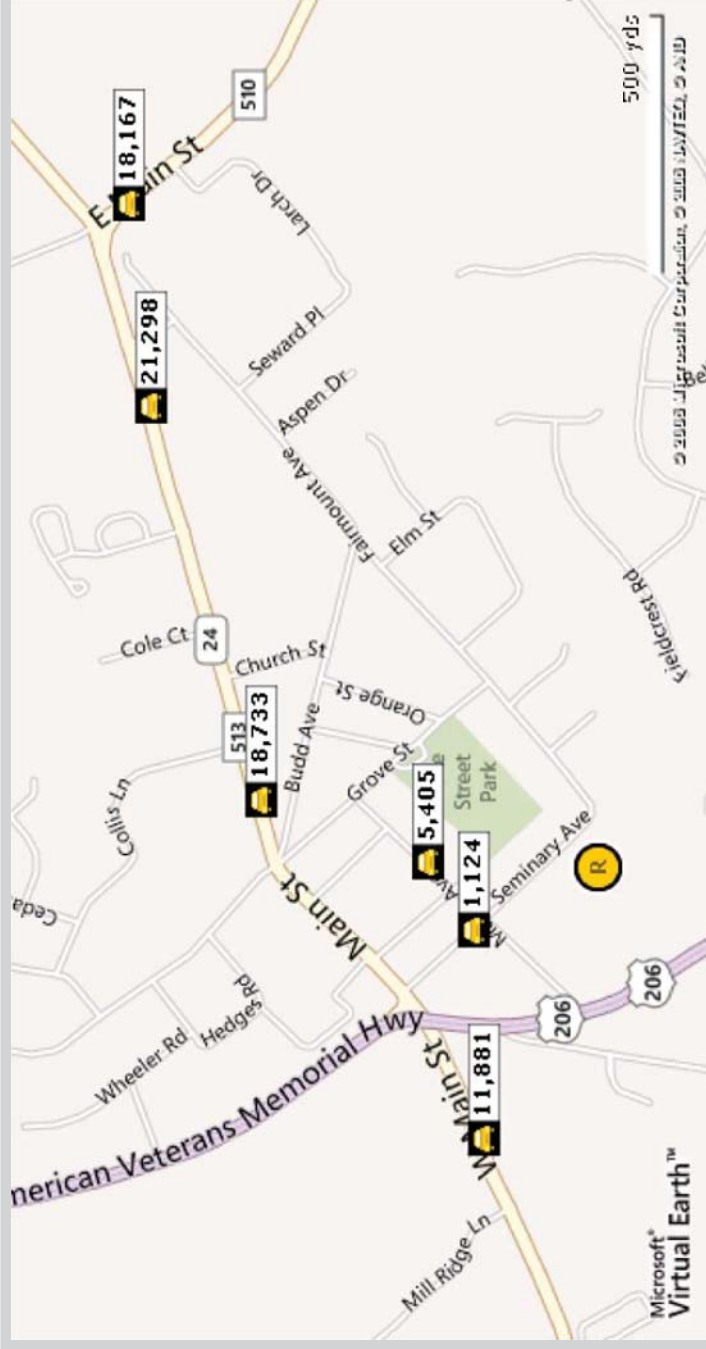 American Veterans Memorial Hwy
Cedar
Wheeler Rd
Hedges Rd
Collis Ln
Cole Ct
24
513
Church St
21,298
E Main St
18,167
510
Mill Ridge Ln
W Main St
11,881
Main St
18,733
Budd Ave
Orange St
Grove St
Fairmount Ave
Aspen Dr
Seward Pl
Larch Dr
Elm St
5,405
Ave
1,124
Street
Park
Seminary Ave
206
206
R
Fieldcrest Rd
Microsoft®
Virtual Earth™
500 yds